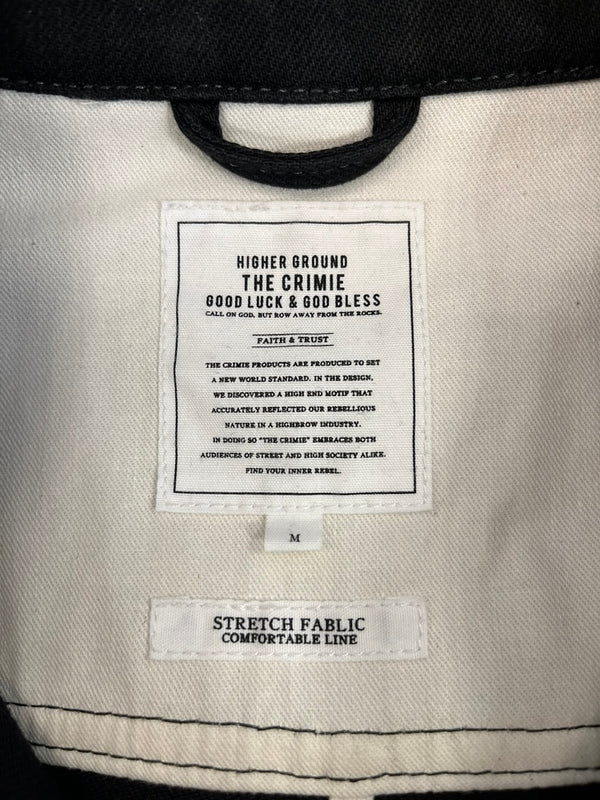 HIGHER GROUND
THE CRIMIE
GOOD LUCK & GOD BLESS
CALL ON GOD, BUT ROW AWAY FROM THE ROCKS.
FAITH & TRUST
THE CRIMIE PRODUCTS ARE PRODUCED TO SET
A NEW WORLD STANDARD. IN THE DESIGN,
WE DISCOVERED A HIGH END MOTIF THAT
ACCURATELY REFLECTED OUR REBELLIOUS
NATURE IN A HIGHBROW INDUSTRY.
IN DOING SO "THE CRIMIE" EMBRACES BOTH
AUDIENCES OF STREET AND HIGH SOCIETY ALIKE.
FIND YOUR INNER REBEL.
M
STRETCH FABLIC
COMFORTABLE LINE